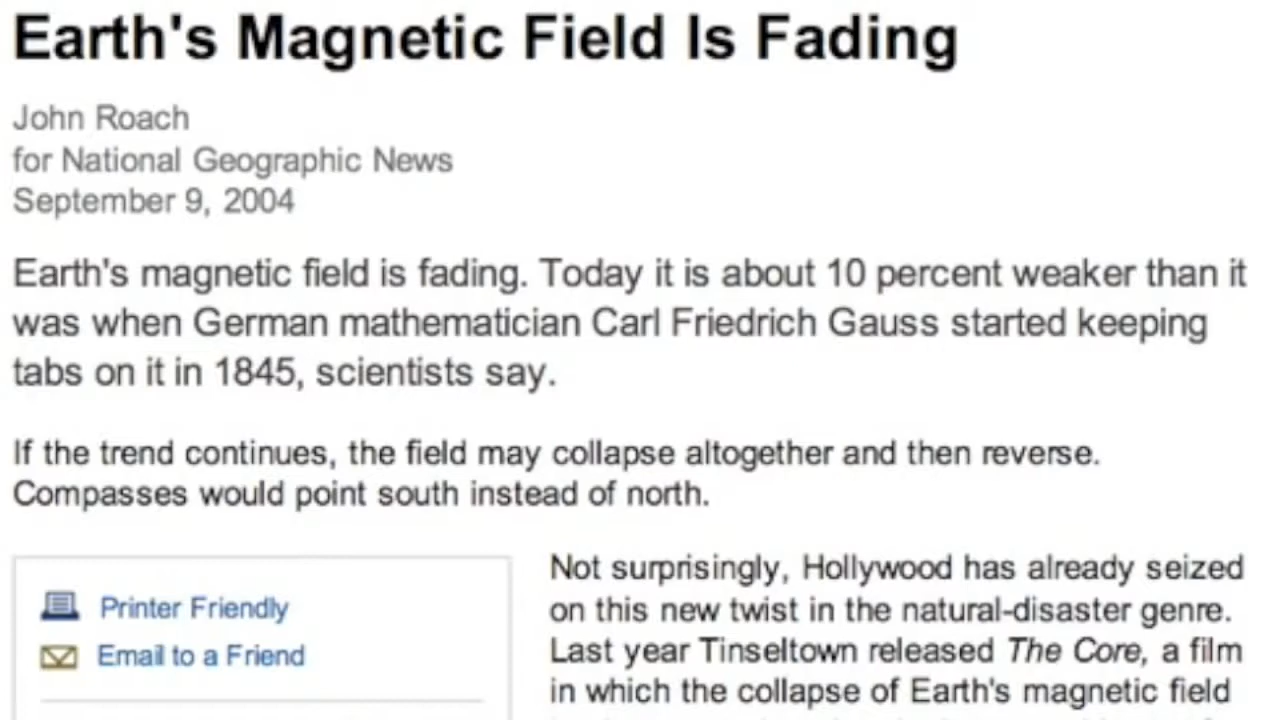 Earth's Magnetic Field Is Fading
John Roach
for National Geographic News
September 9, 2004
Earth's magnetic field is fading. Today it is about 10 percent weaker than it
was when German mathematician Carl Friedrich Gauss started keeping
tabs on it in 1845, scientists say.
If the trend continues, the field may collapse altogether and then reverse.
Compasses would point south instead of north.
Printer Friendly
Email to a Friend
Not surprisingly, Hollywood has already seized
on this new twist in the natural-disaster genre.
Last year Tinseltown released The Core, a film
in which the collapse of Earth's magnetic field